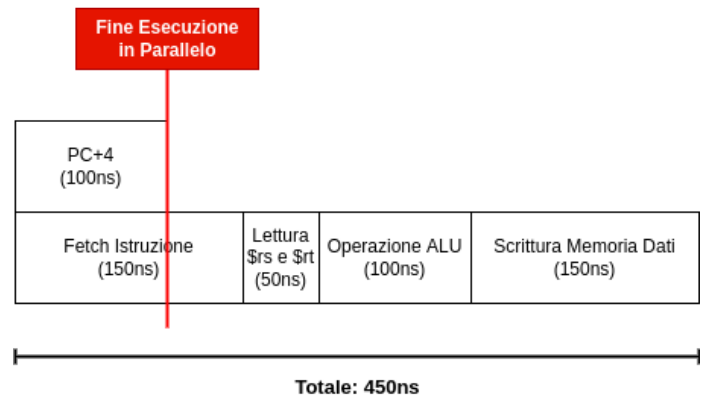 Fine Esecuzione
in Parallelo
PC+4
(100ns)
Fetch Istruzione
(150ns)
Lettura
$rs e $rt
(50ns)
Operazione ALU
(100ns)
Scrittura Memoria Dati
(150ns)
Totale: 450ns